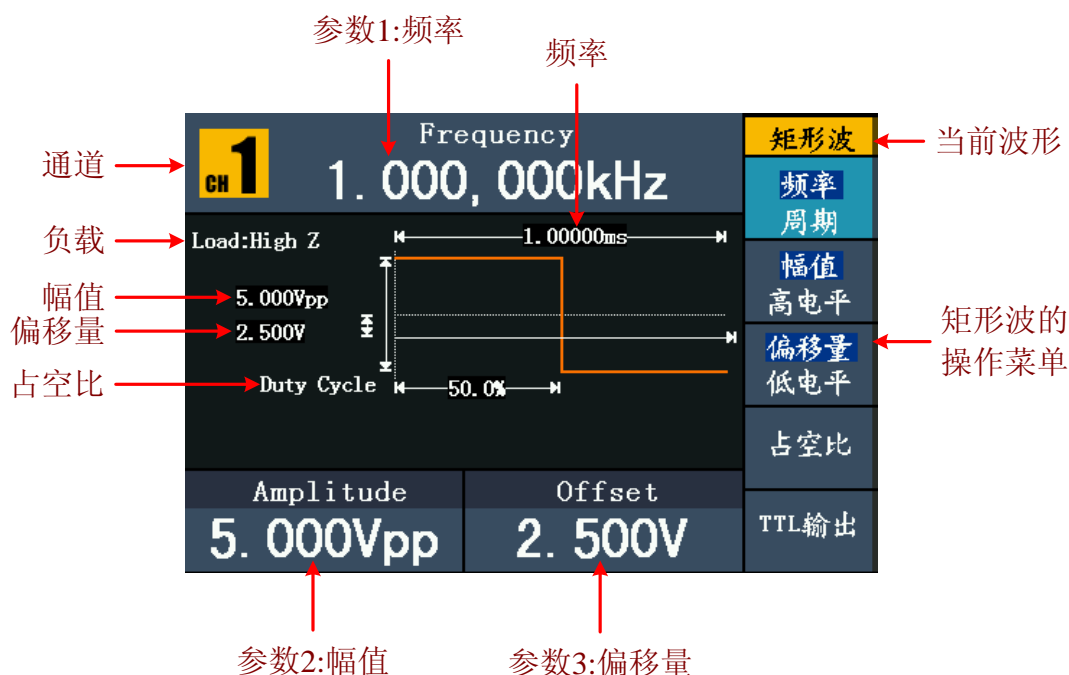 参数1:频率
频率
通道
CH 1
Frequency
1.000,000kHz
矩形波
当前波形
频率
周期
负载
Load:High Z
1.00000ms
幅值
5.000Vpp
幅值
高电平
偏移量
2.500V
偏移量
低电平
矩形波的
操作菜单
占空比
Duty Cycle
50.0%
占空比
Amplitude
5.000Vpp
Offset
2.500V
TTL输出
参数2:幅值
参数3:偏移量